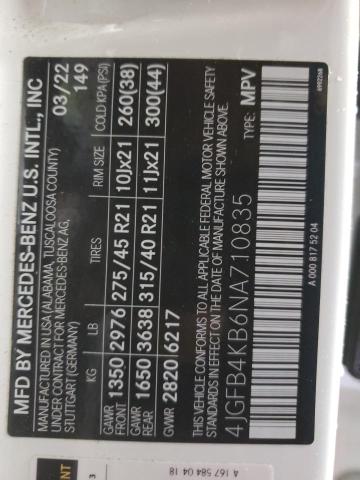 MFD BY MERCEDES-BENZ U.S. INTL., INC
MANUFACTURED IN USA (ALABAMA, TUSCALOOSA COUNTY)
UNDER CONTRACT FOR MERCEDES-BENZ AG,
STUTTGART (GERMANY)
03/22
149
KG LB TIRES RIM SIZE COLD KPA (PSI)
GAWR FRONT 1350 2976 275/45 R21 10Jx21 260(38)
GAWR REAR 1650 3638 315/40 R21 11Jx21 300(44)
GVWR 2820 6217
THIS VEHICLE CONFORMS TO ALL APPLICABLE FEDERAL MOTOR VEHICLE SAFETY
STANDARDS IN EFFECT ON THE DATE OF MANUFACTURE SHOWN ABOVE.
4JGFB4KB6NA710835
TYPE: MPV
A 000 817 52 04
A 167 584 04 18
3